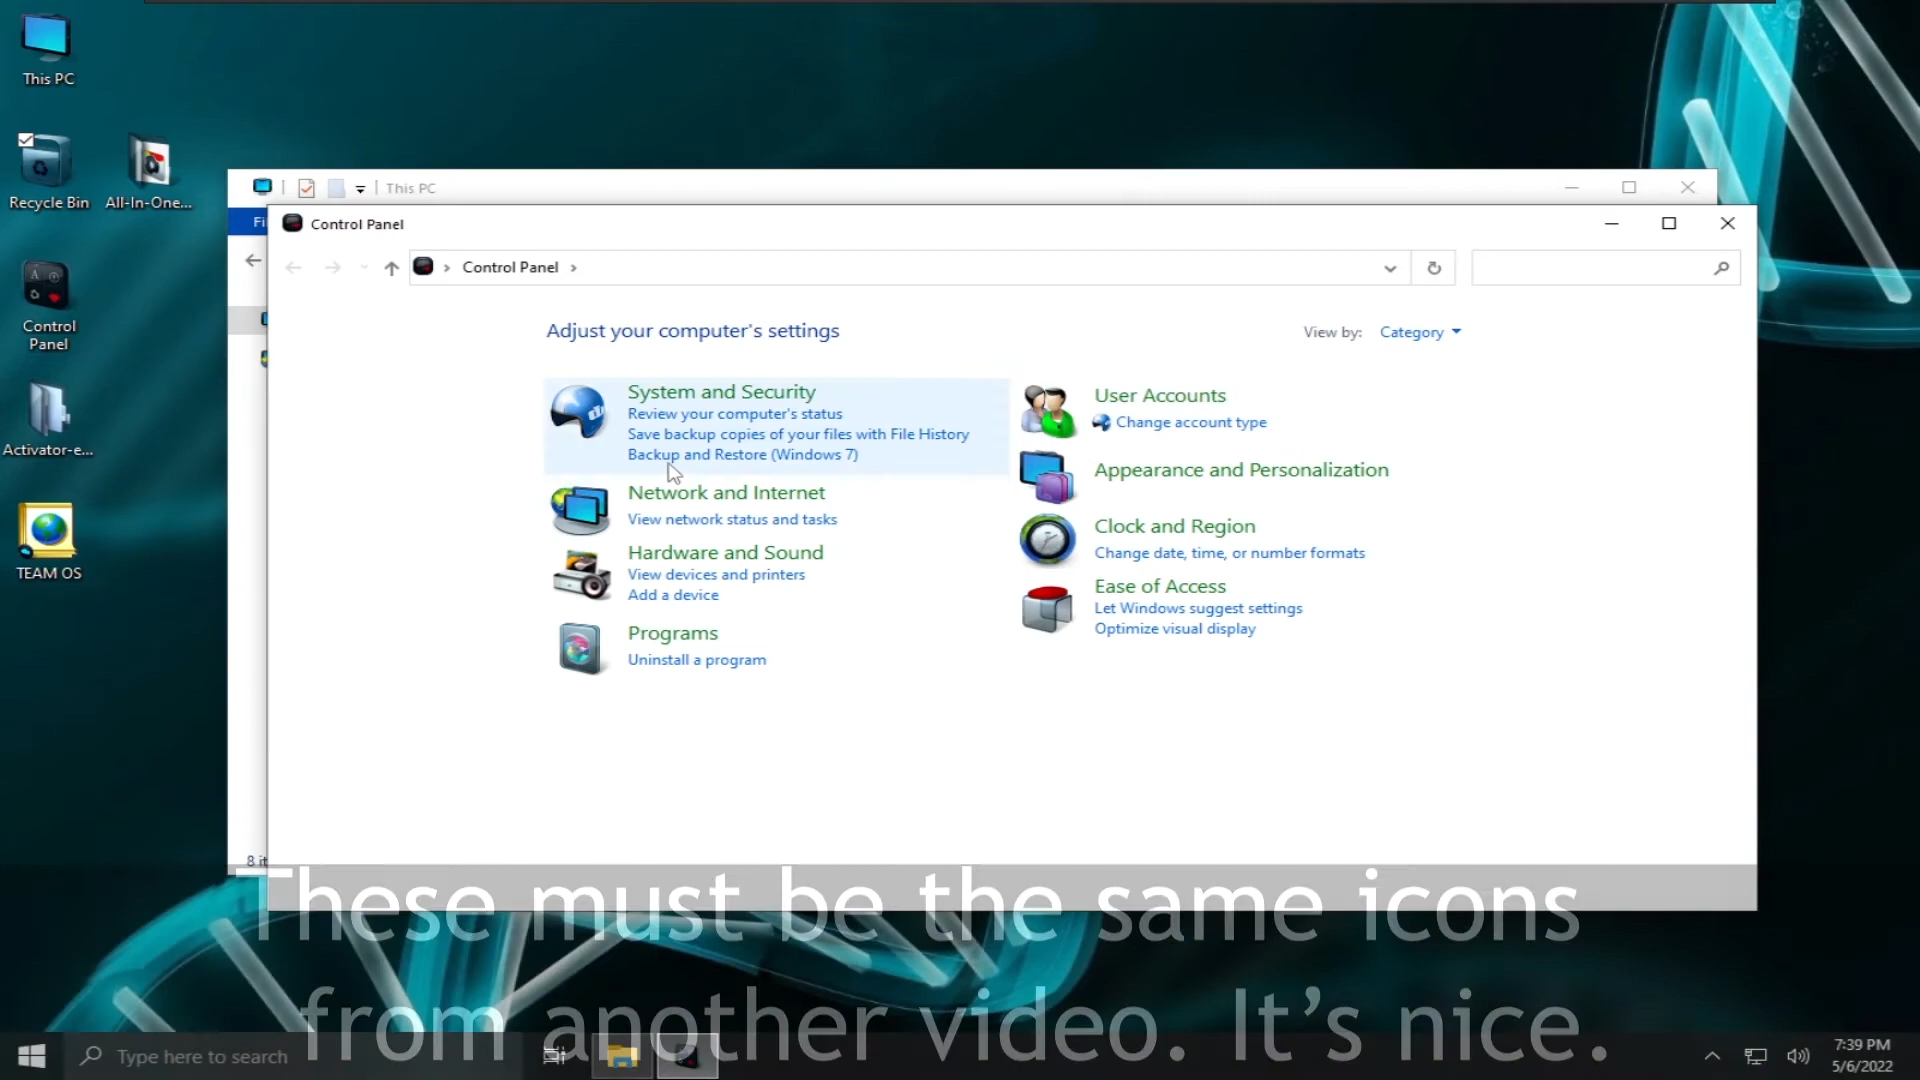 This PC
Recycle Bin
All-In-One...
Control
Panel
Activator-e...
TEAM OS
This PC
Fi
Control Panel
Control Panel
Adjust your computer's settings
View by: Category
System and Security
Review your computer's status
Save backup copies of your files with File History
Backup and Restore (Windows 7)
Network and Internet
View network status and tasks
Hardware and Sound
View devices and printers
Add a device
Programs
Uninstall a program
User Accounts
Change account type
Appearance and Personalization
Clock and Region
Change date, time, or number formats
Ease of Access
Let Windows suggest settings
Optimize visual display
8 it
These must be the same icons
from another video. It's nice.
Type here to search
7:39 PM
5/6/2022